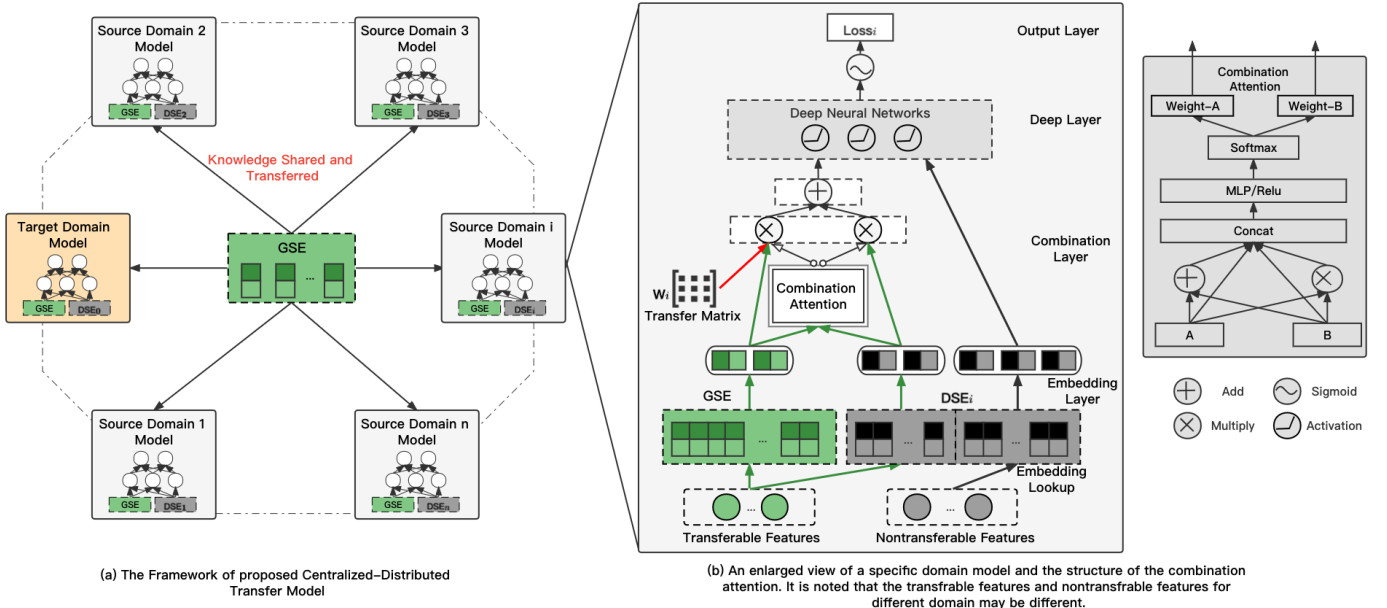 Source Domain 2
Model
GSE
DSE₂
Source Domain 3
Model
GSE
DSE₃
Knowledge Shared and
Transferred
Target Domain
Model
GSE
DSE₀
GSE
...
Source Domain i
Model
GSE
DSEᵢ
Source Domain 1
Model
GSE
DSE₁
Source Domain n
Model
GSE
DSEₙ
(a) The Framework of proposed Centralized–Distributed
Transfer Model
Lossᵢ
Output Layer
Deep Neural Networks
Deep Layer
Combination
Layer
Wᵢ
Transfer Matrix
Combination
Attention
GSE
DSEᵢ
Embedding
Layer
...
...
...
Embedding
Lookup
...
...
Transferable Features
Nontransferable Features
(b) An enlarged view of a specific domain model and the structure of the combination
attention. It is noted that the transfrable features and nontransfrable features for
different domain may be different.
Combination
Attention
Weight–A
Weight–B
Softmax
MLP/Relu
Concat
A
B
Add
Sigmoid
Multiply
Activation